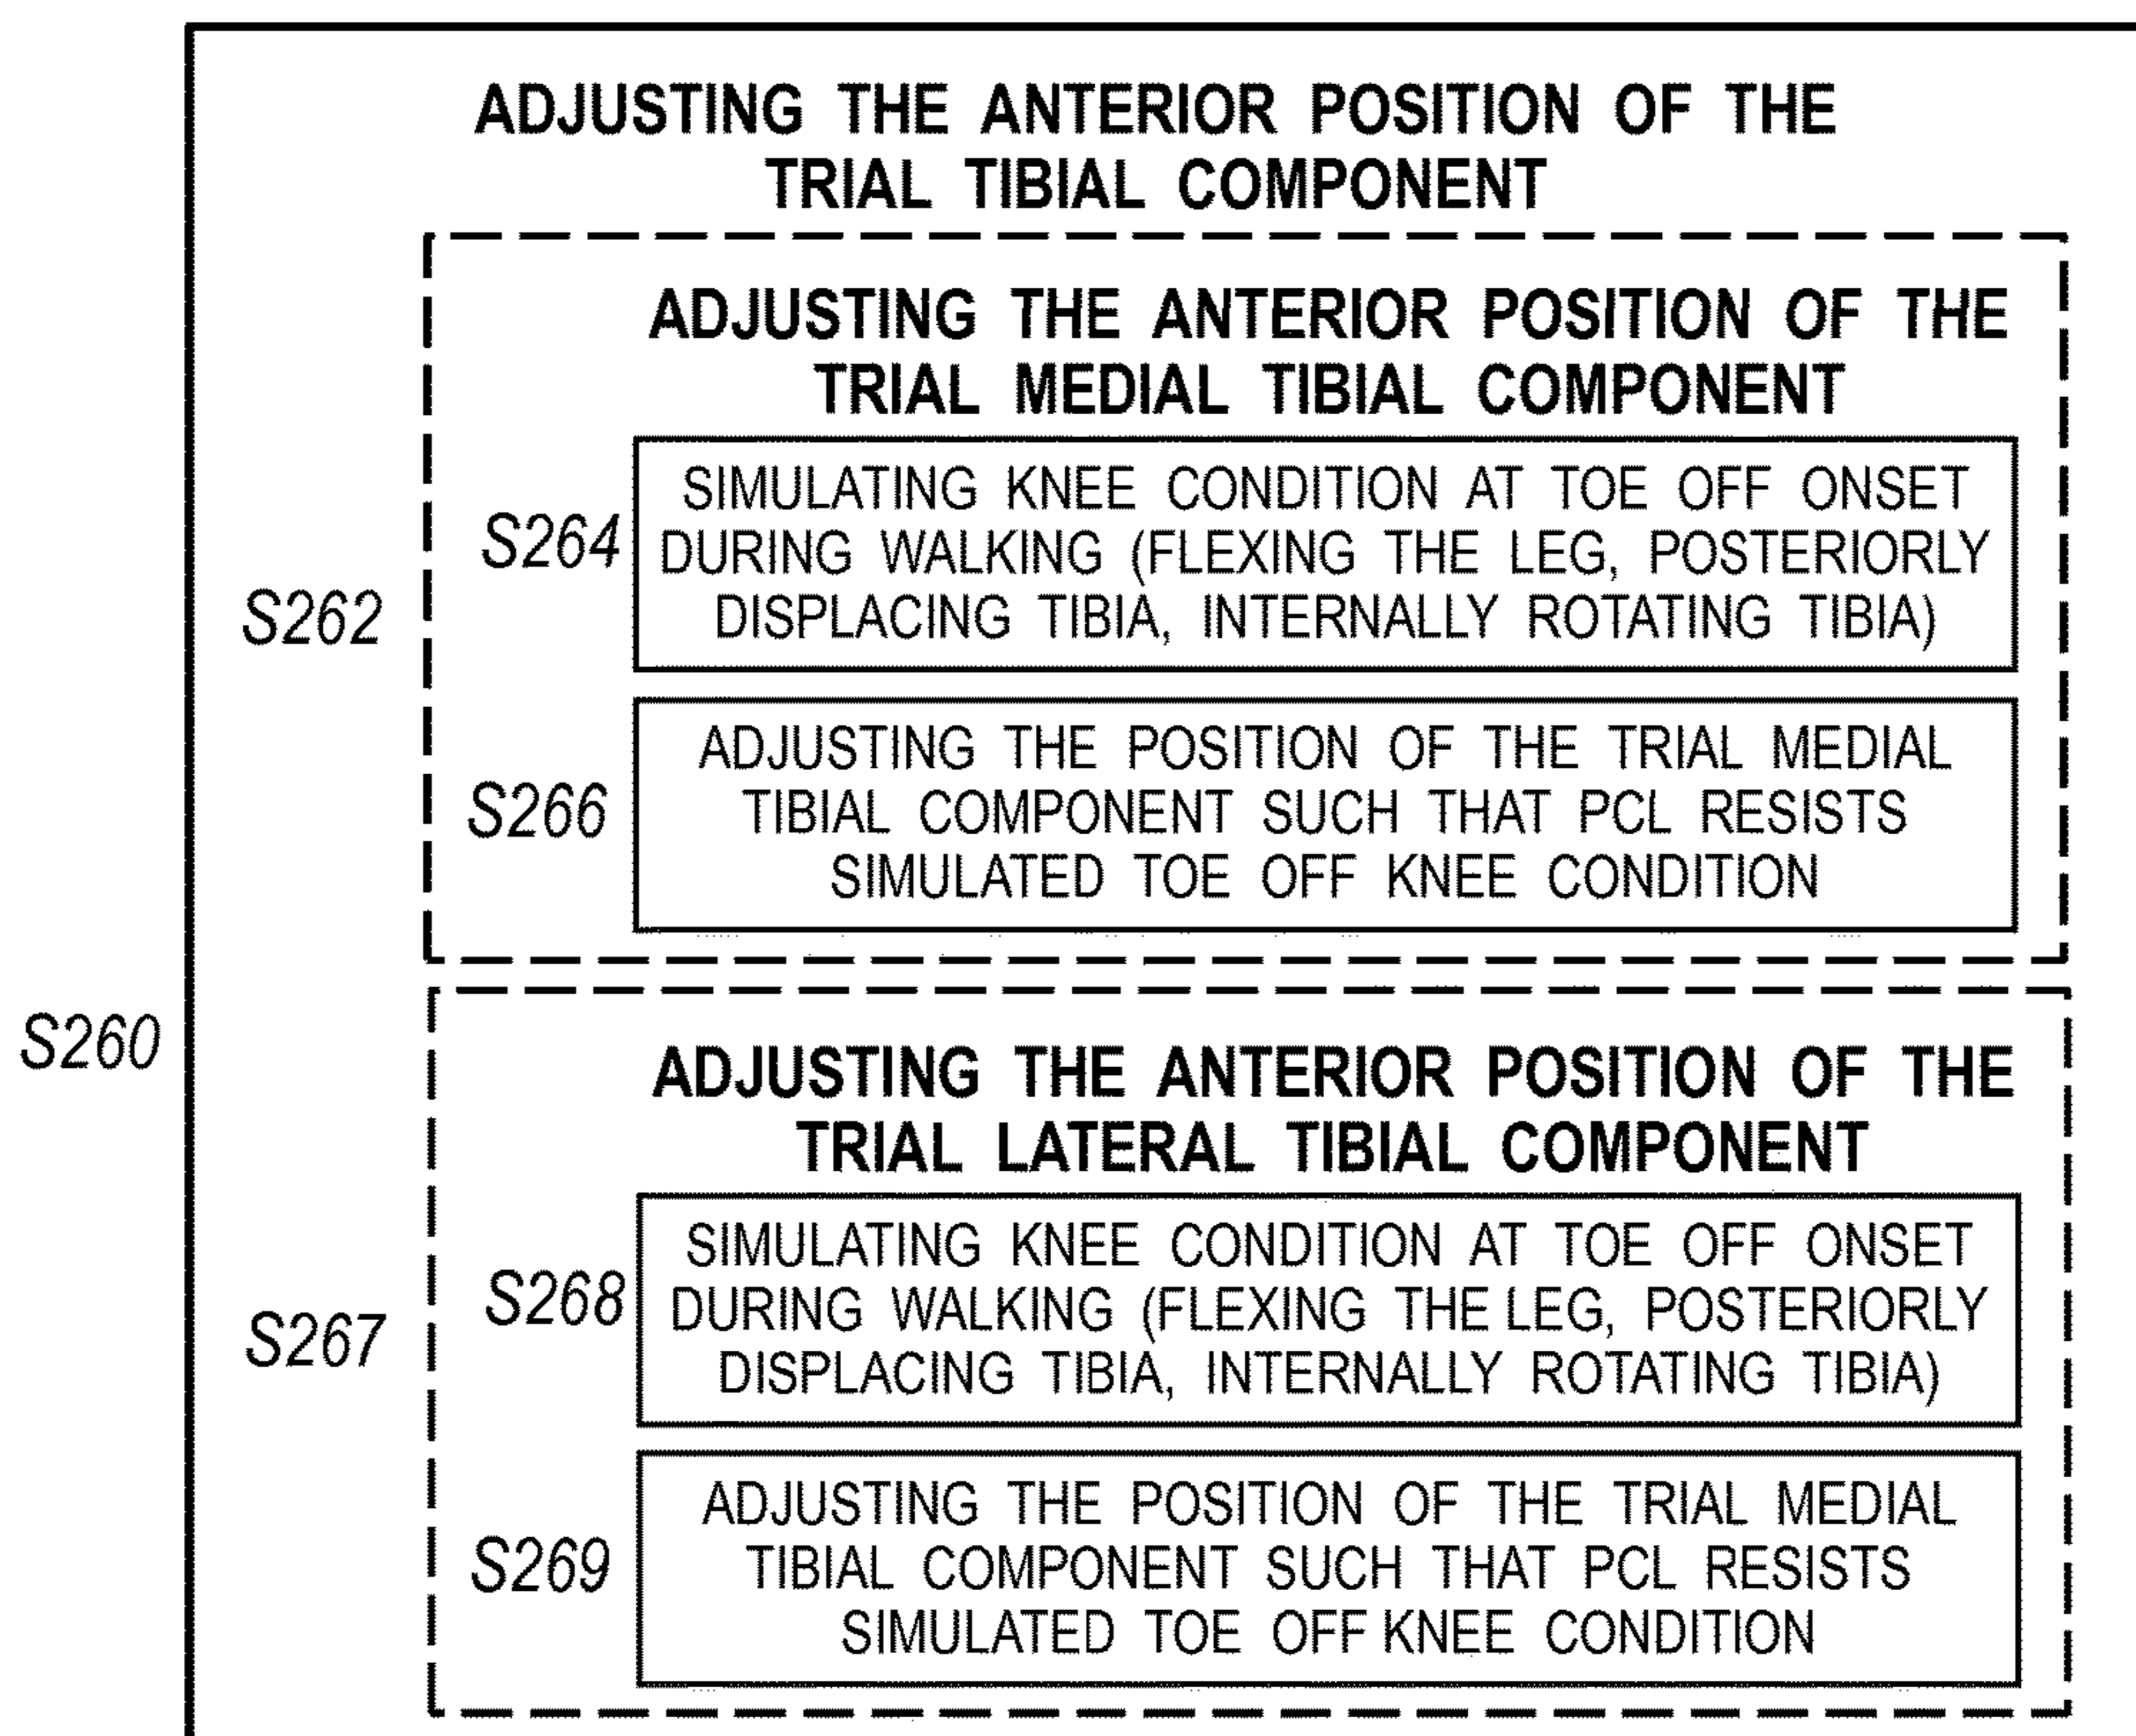 ADJUSTING THE ANTERIOR POSITION OF THE
TRIAL TIBIAL COMPONENT
ADJUSTING THE ANTERIOR POSITION OF THE
TRIAL MEDIAL TIBIAL COMPONENT
S264
SIMULATING KNEE CONDITION AT TOE OFF ONSET
DURING WALKING (FLEXING THE LEG, POSTERIORLY
DISPLACING TIBIA, INTERNALLY ROTATING TIBIA)
S262
S266
ADJUSTING THE POSITION OF THE TRIAL MEDIAL
TIBIAL COMPONENT SUCH THAT PCL RESISTS
SIMULATED TOE OFF KNEE CONDITION
S260
ADJUSTING THE ANTERIOR POSITION OF THE
TRIAL LATERAL TIBIAL COMPONENT
S268
SIMULATING KNEE CONDITION AT TOE OFF ONSET
DURING WALKING (FLEXING THE LEG, POSTERIORLY
DISPLACING TIBIA, INTERNALLY ROTATING TIBIA)
S267
S269
ADJUSTING THE POSITION OF THE TRIAL MEDIAL
TIBIAL COMPONENT SUCH THAT PCL RESISTS
SIMULATED TOE OFF KNEE CONDITION